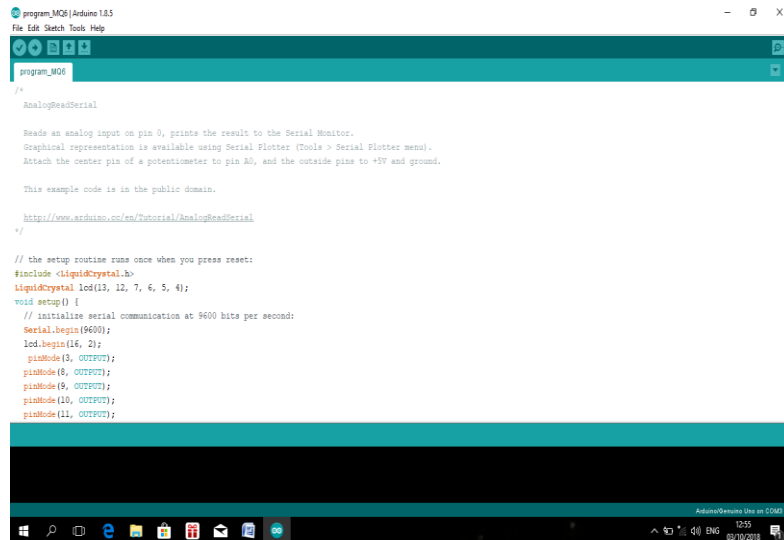 program_MQ6 | Arduino 1.8.5
File Edit Sketch Tools Help
program_MQ6
/*
AnalogReadSerial
Reads an analog input on pin 0, prints the result to the Serial Monitor.
Graphical representation is available using Serial Plotter (Tools > Serial Plotter menu).
Attach the center pin of a potentiometer to pin A0, and the outside pins to +5V and ground.
This example code is in the public domain.
http://www.arduino.cc/en/Tutorial/AnalogReadSerial
*/
// the setup routine runs once when you press reset:
#include <LiquidCrystal.h>
LiquidCrystal lcd(13, 12, 7, 6, 5, 4);
void setup() {
// initialize serial communication at 9600 bits per second:
Serial.begin(9600);
lcd.begin(16, 2);
pinMode(3, OUTPUT);
pinMode(8, OUTPUT);
pinMode(9, OUTPUT);
pinMode(10, OUTPUT);
pinMode(11, OUTPUT);
Arduino/Genuino Uno on COM3
ENG
12:55
03/10/2018